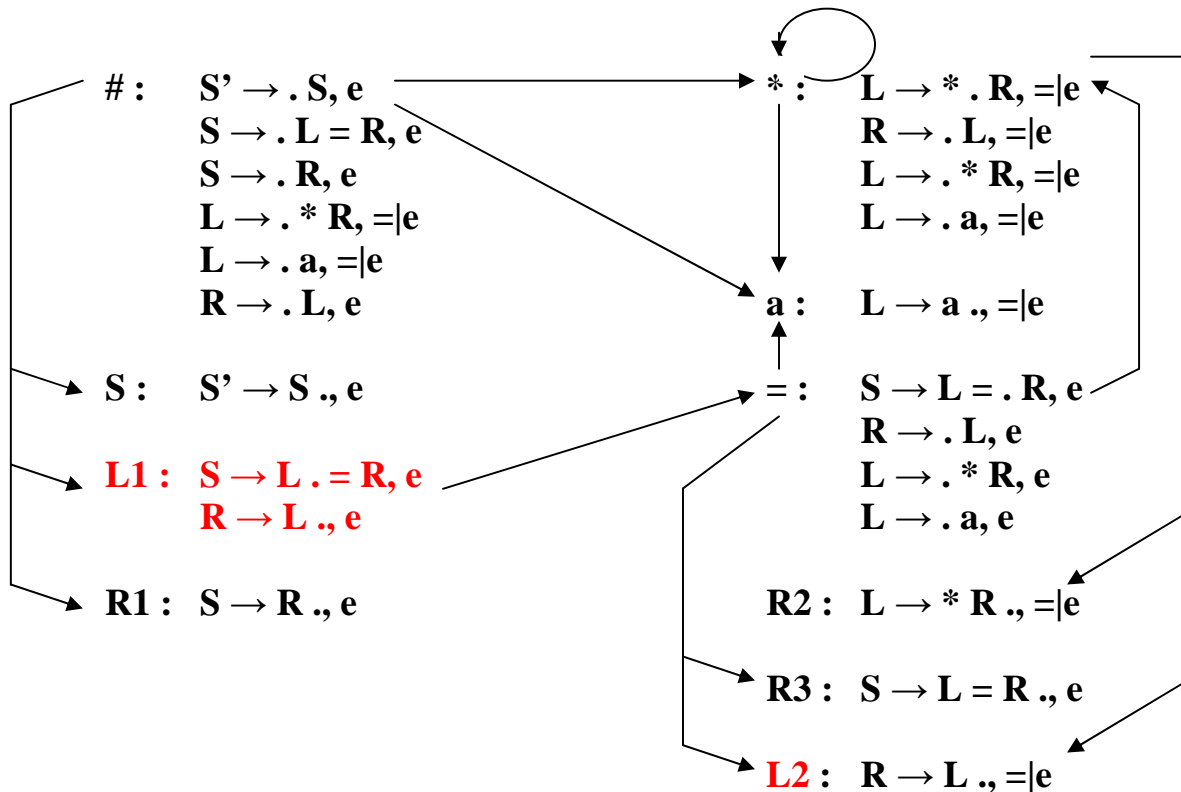 # : S’ → . S, e
S → . L = R, e
S → . R, e
L → . * R, =|e
L → . a, =|e
R → . L, e
S : S’ → S ., e
L1 : S → L . = R, e
R → L ., e
R1 : S → R ., e
* : L → * . R, =|e
R → . L, =|e
L → . * R, =|e
L → . a, =|e
a : L → a ., =|e
= : S → L = . R, e
R → . L, e
L → . * R, e
L → . a, e
R2 : L → * R ., =|e
R3 : S → L = R ., e
L2 : R → L ., =|e